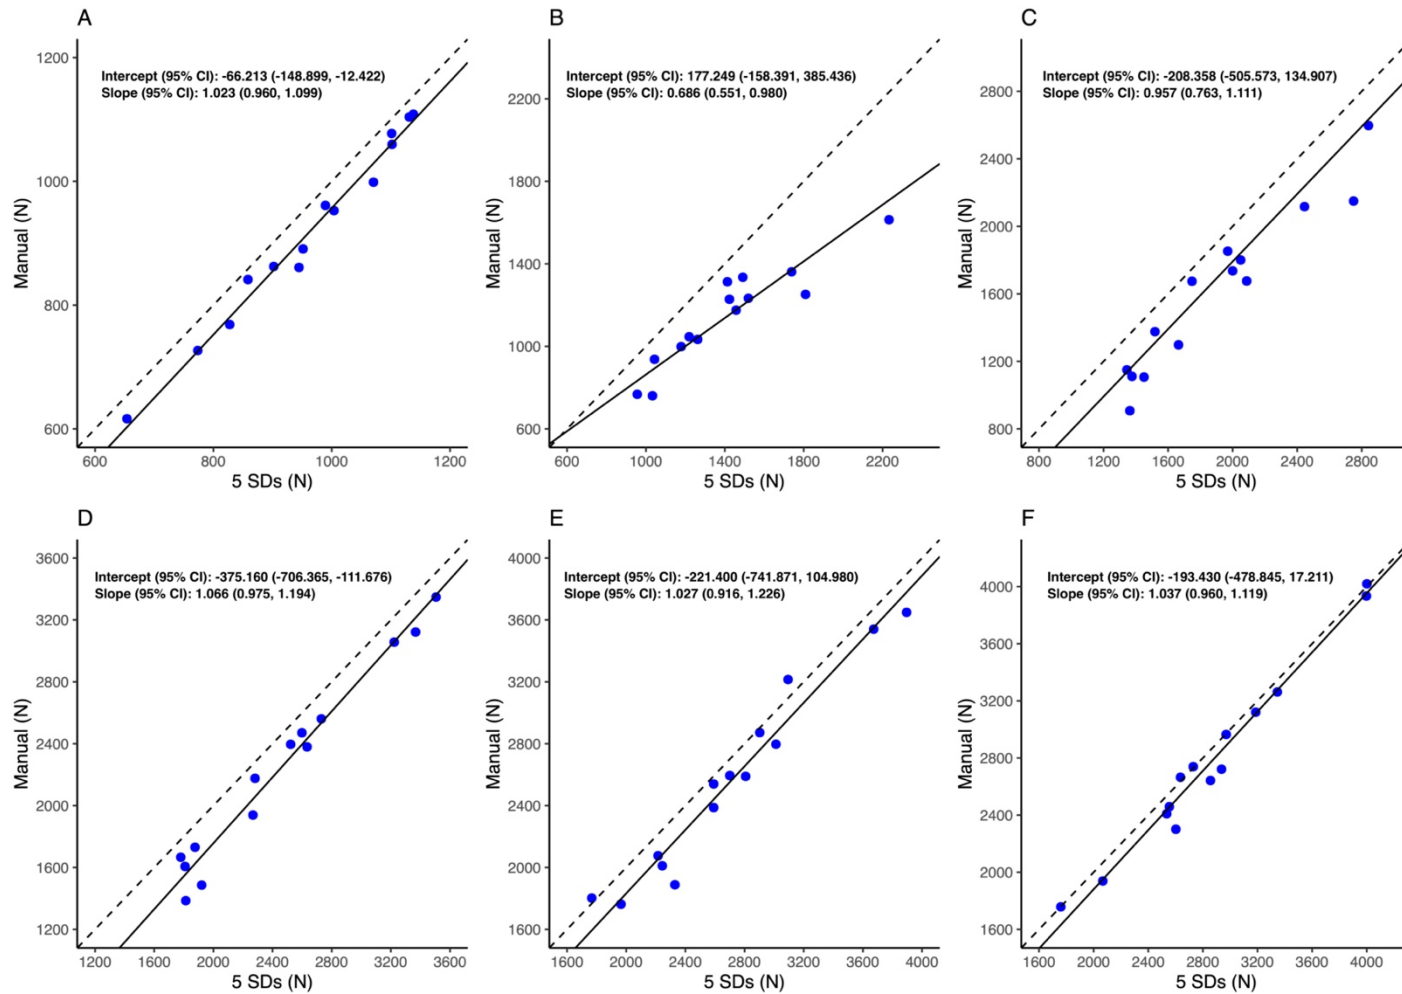 A
Intercept (95% CI): -66.213 (-148.899, -12.422)
Slope (95% CI): 1.023 (0.960, 1.099)
Manual (N)
1200
1000
800
600
600 800 1000 1200
5 SDs (N)
B
Intercept (95% CI): 177.249 (-158.391, 385.436)
Slope (95% CI): 0.686 (0.551, 0.980)
Manual (N)
2200
1800
1400
1000
600
600 1000 1400 1800 2200
5 SDs (N)
C
Intercept (95% CI): -208.358 (-505.573, 134.907)
Slope (95% CI): 0.957 (0.763, 1.111)
Manual (N)
2800
2400
2000
1600
1200
800
800 1200 1600 2000 2400 2800
5 SDs (N)
D
Intercept (95% CI): -375.160 (-706.365, -111.676)
Slope (95% CI): 1.066 (0.975, 1.194)
Manual (N)
3600
3200
2800
2400
2000
1600
1200
1200 1600 2000 2400 2800 3200 3600
5 SDs (N)
E
Intercept (95% CI): -221.400 (-741.871, 104.980)
Slope (95% CI): 1.027 (0.916, 1.226)
Manual (N)
4000
3600
3200
2800
2400
2000
1600
1600 2000 2400 2800 3200 3600 4000
5 SDs (N)
F
Intercept (95% CI): -193.430 (-478.845, 17.211)
Slope (95% CI): 1.037 (0.960, 1.119)
Manual (N)
4000
3600
3200
2800
2400
2000
1600
1600 2000 2400 2800 3200 3600 4000
5 SDs (N)